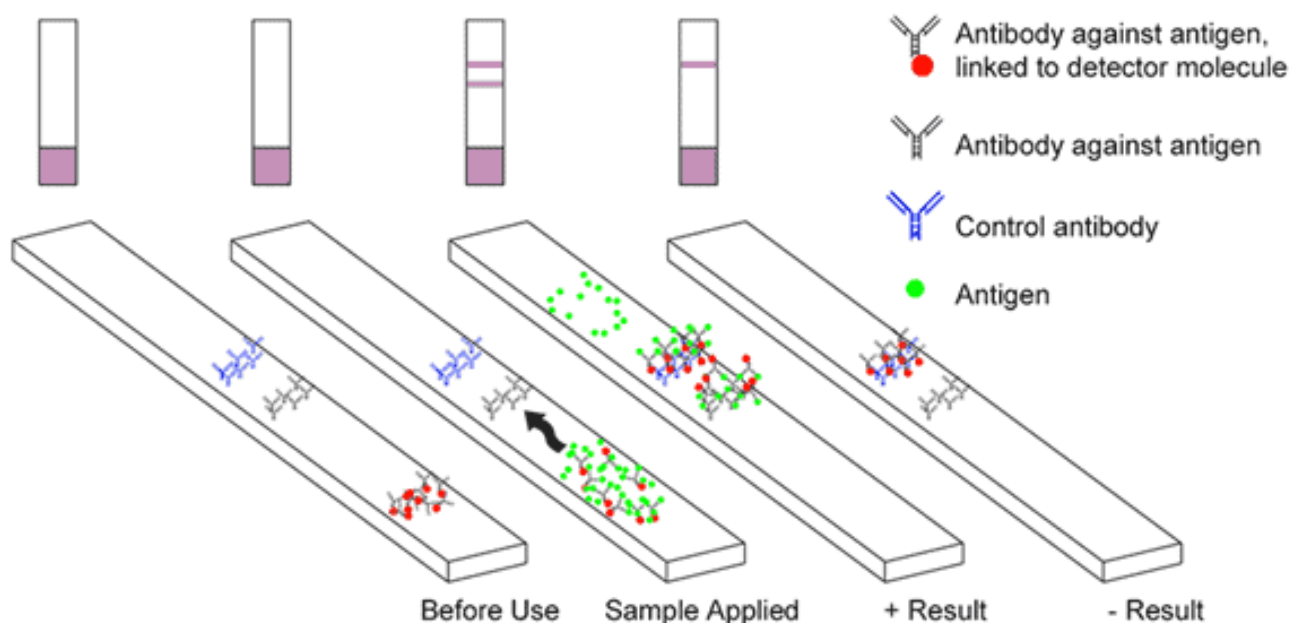 Antibody against antigen,
linked to detector molecule
Antibody against antigen
Control antibody
Antigen
Before Use
Sample Applied
+ Result
- Result